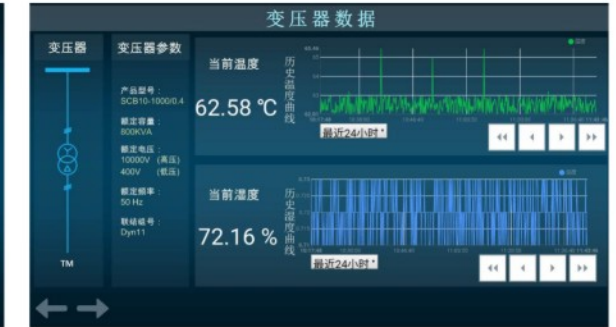 变压器数据
变压器
变压器参数
产品型号：
SCB10-1000/0.4
额定容量：
800KVA
额定电压：
10000V （高压）
400V （低压）
额定频率：
50 Hz
联结组号：
Dyn11
TM
当前温度
62.58 ℃
历史温度曲线
最近24小时
当前湿度
72.16 %
历史湿度曲线
最近24小时